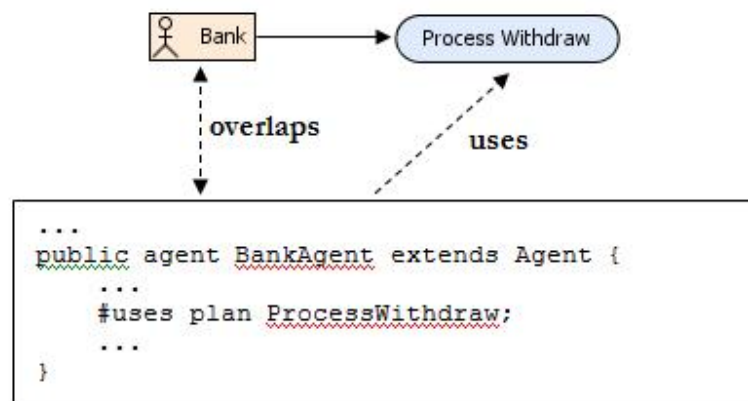 Bank
Process Withdraw
overlaps
uses
...
public agent BankAgent extends Agent {
...
#uses plan ProcessWithdraw;
...
}